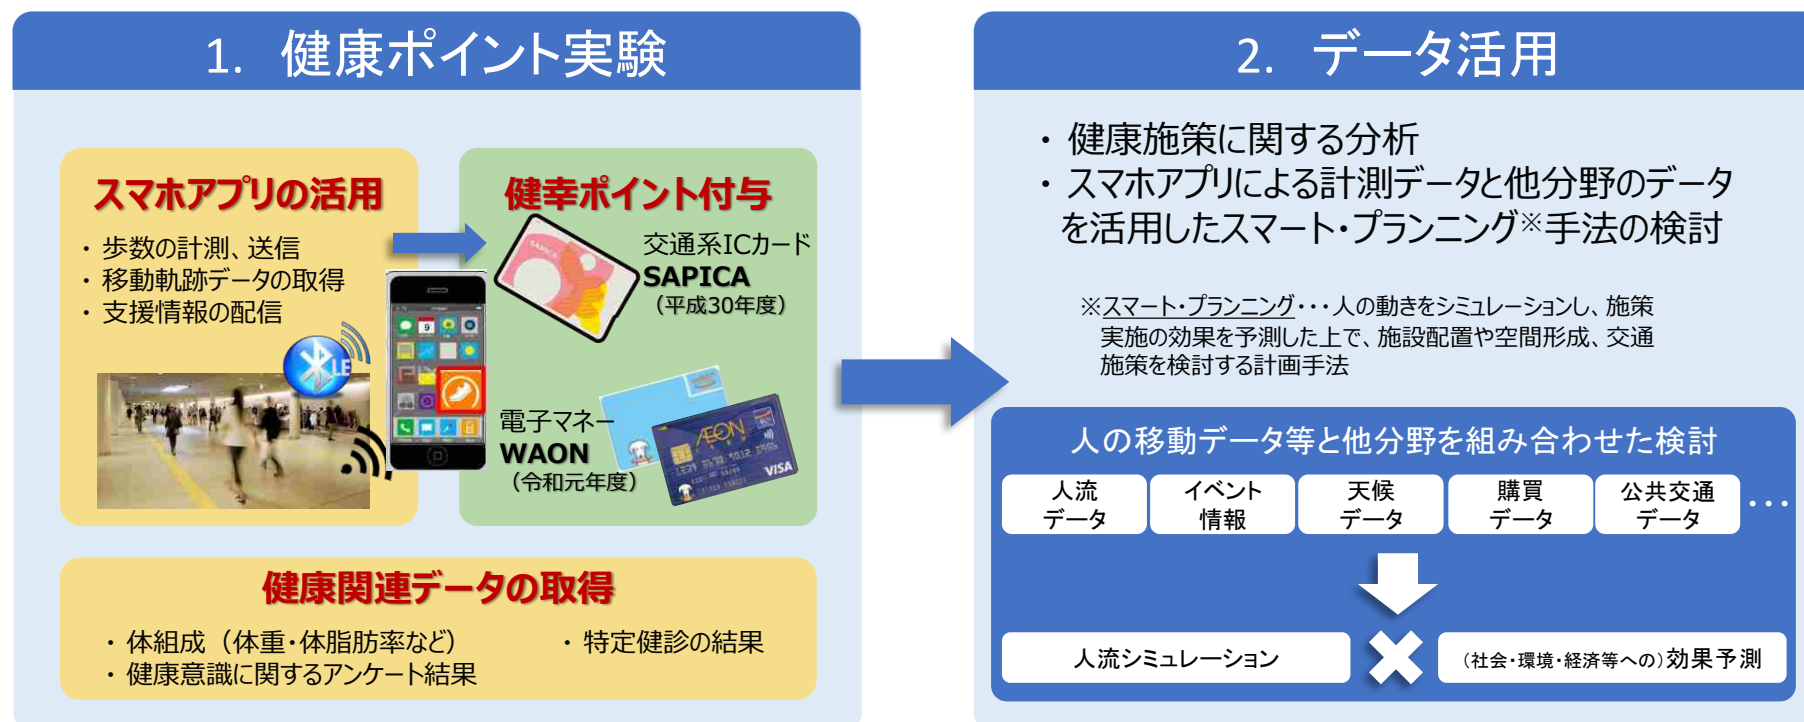 1. 健康ポイント実験
スマホアプリの活用
・歩数の計測、送信
・移動軌跡データの取得
・支援情報の配信
LE
健幸ポイント付与
SAPICA
交通系ICカード
SAPICA
（平成30年度）
9
電子マネー
WAON
（令和元年度）
AEON
VISA
健康関連データの取得
・体組成（体重・体脂肪率など）
・特定健診の結果
・健康意識に関するアンケート結果
2. データ活用
・健康施策に関する分析
・スマホアプリによる計測データと他分野のデータ
を活用したスマート・プランニング※手法の検討
※スマート・プランニング・・・人の動きをシミュレーションし、施策
実施の効果を予測した上で、施設配置や空間形成、交通
施策を検討する計画手法
人の移動データ等と他分野を組み合わせた検討
人流
データ
イベント
情報
天候
データ
購買
データ
公共交通
データ
・・・
人流シミュレーション
（社会・環境・経済等への）効果予測